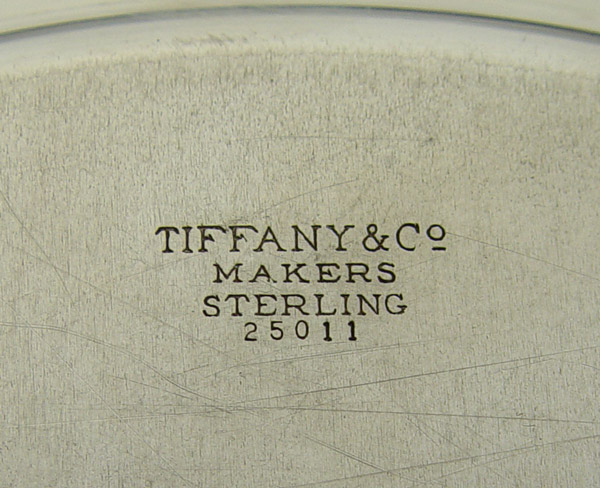 TIFFANY & Cº
MAKERS
STERLING
25011